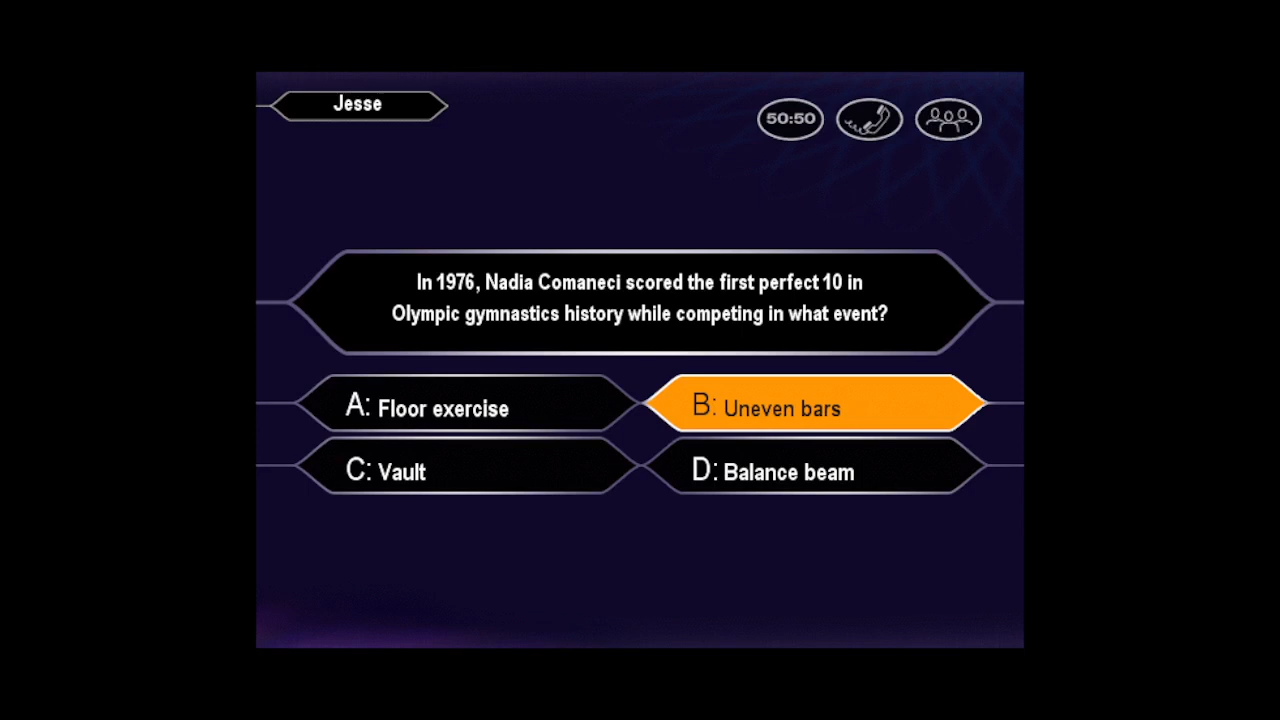 Jesse
50:50
In 1976, Nadia Comaneci scored the first perfect 10 in
Olympic gymnastics history while competing in what event?
A: Floor exercise
B: Uneven bars
C: Vault
D: Balance beam